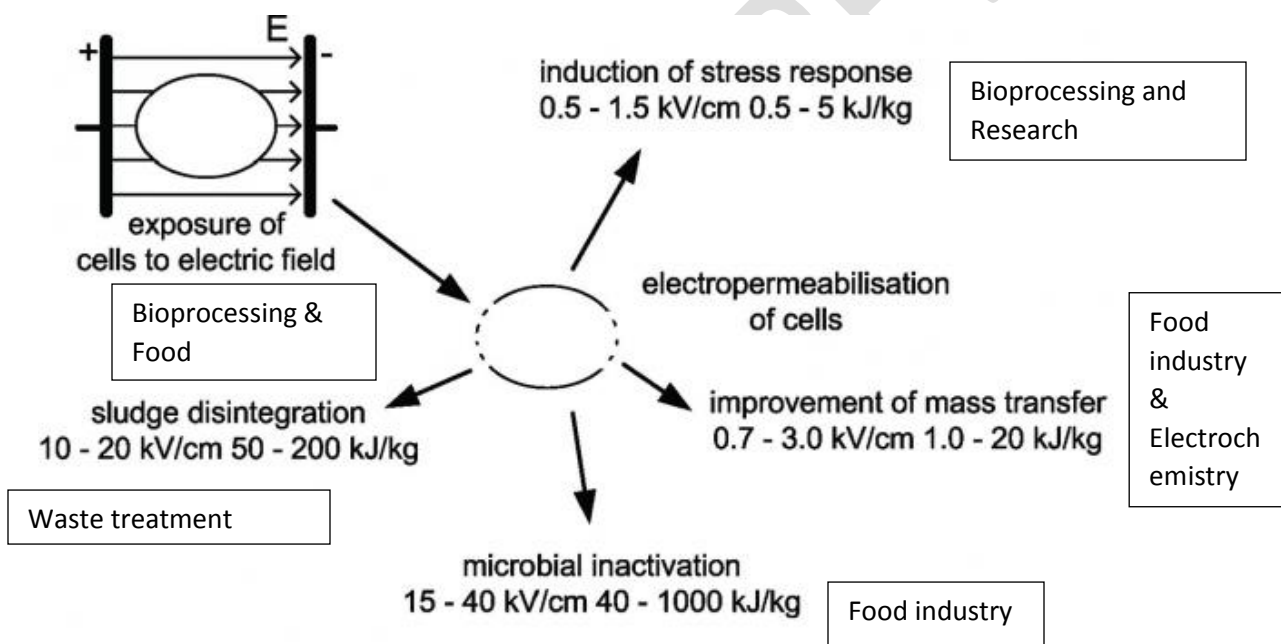 E
+
-
exposure of
cells to electric field
induction of stress response
0.5 - 1.5 kV/cm 0.5 - 5 kJ/kg
Bioprocessing and
Research
Bioprocessing &
Food
electropermeabilisation
of cells
Food
industry
&
Electroch
emistry
sludge disintegration
10 - 20 kV/cm 50 - 200 kJ/kg
improvement of mass transfer
0.7 - 3.0 kV/cm 1.0 - 20 kJ/kg
Waste treatment
microbial inactivation
15 - 40 kV/cm 40 - 1000 kJ/kg
Food industry